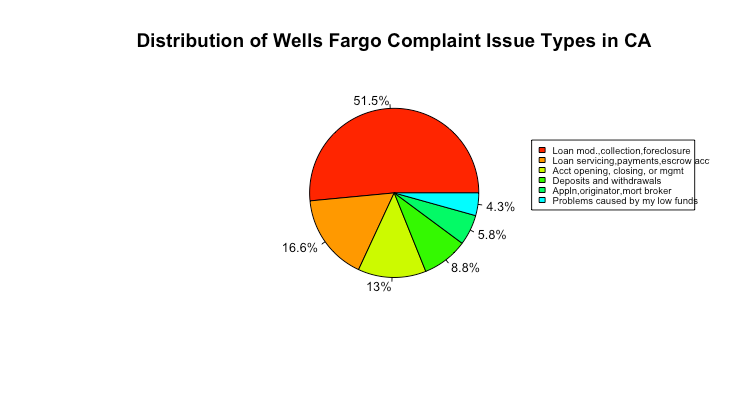 Distribution of Wells Fargo Complaint Issue Types in CA
51.5%
Loan mod.,collection,foreclosure
Loan servicing,payments,escrow acc
Acct opening, closing, or mgmt
Deposits and withdrawals
Appln,originator,mort broker
Problems caused by my low funds
4.3%
5.8%
16.6%
8.8%
13%